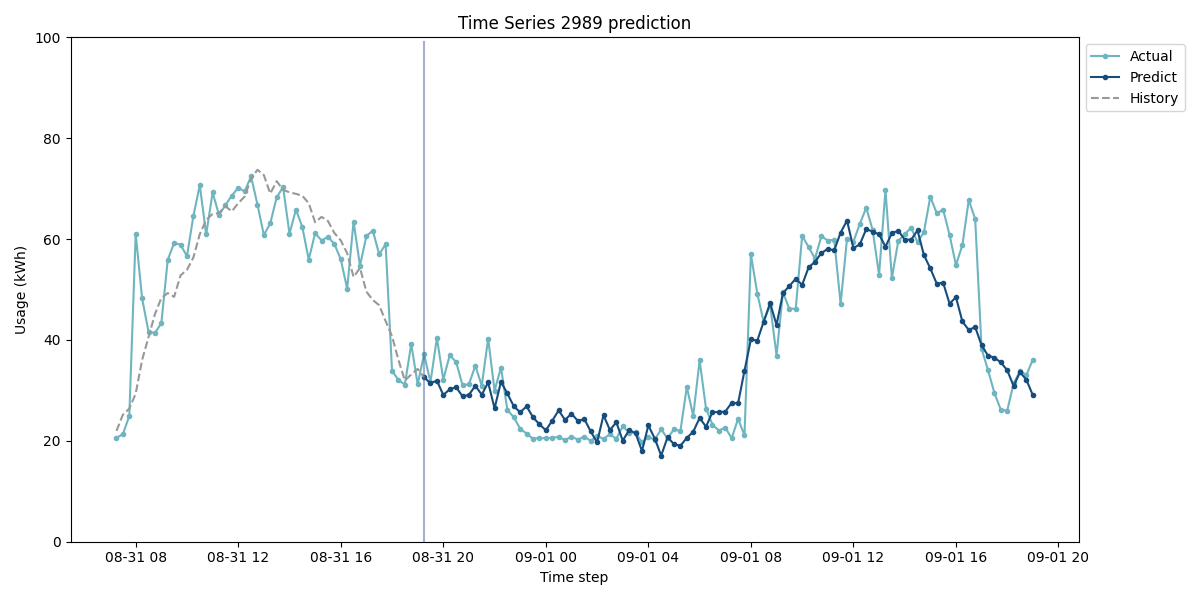 Time Series 2989 prediction
100
80
60
40
20
0
Usage (kWh)
08-31 08
08-31 12
08-31 16
08-31 20
09-01 00
09-01 04
09-01 08
09-01 12
09-01 16
09-01 20
Time step
Actual
Predict
History